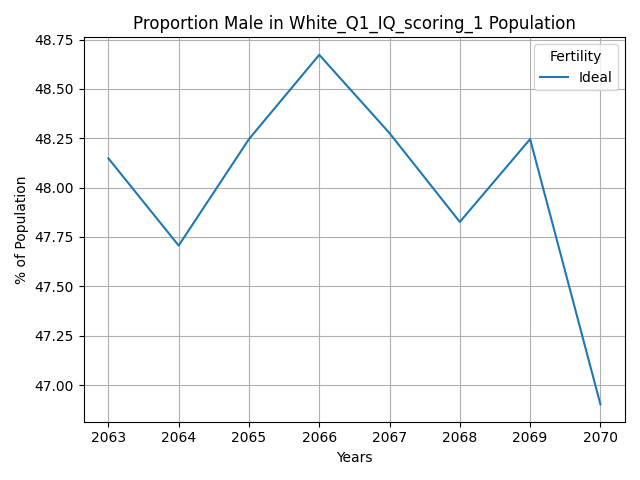 Proportion Male in White_Q1_IQ_scoring_1 Population
Fertility
Ideal
% of Population
48.75
48.50
48.25
48.00
47.75
47.50
47.25
47.00
2063 2064 2065 2066 2067 2068 2069 2070
Years